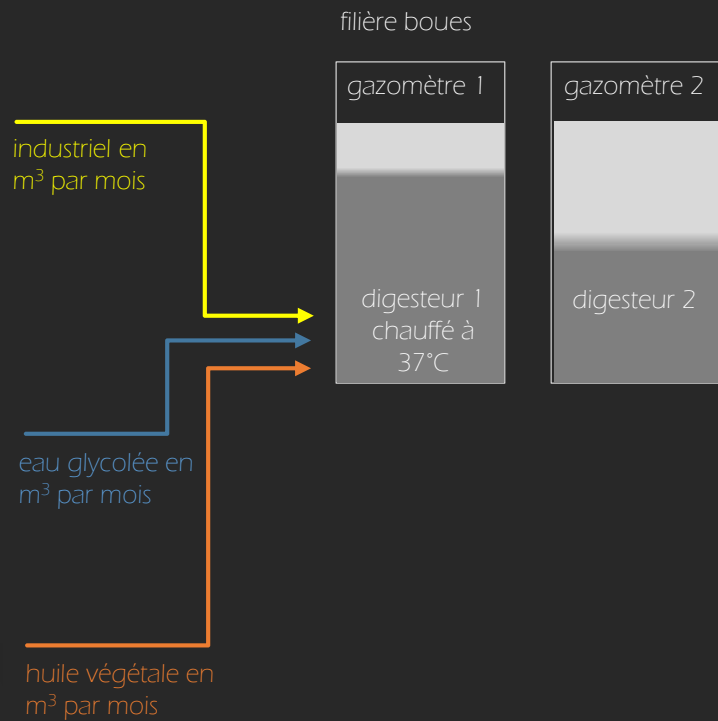 filière boues
gazomètre 1
gazomètre 2
industriel en
m³ par mois
digesteur 1
chauffé à
37°C
digesteur 2
eau glycolée en
m³ par mois
huile végétale en
m³ par mois